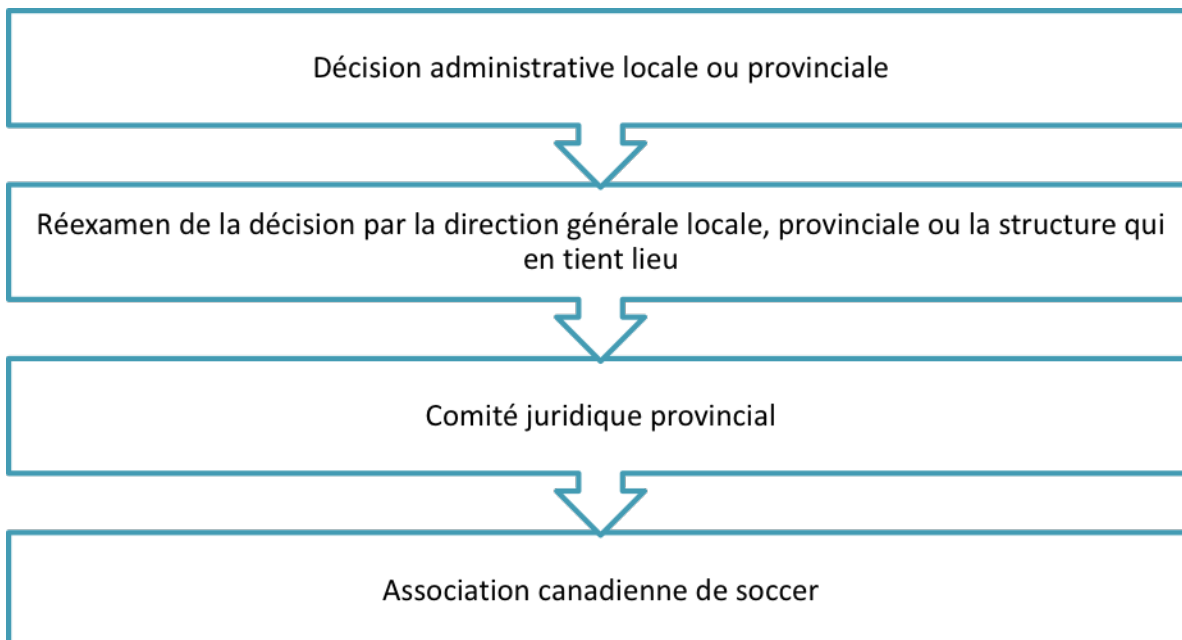 Décision administrative locale ou provinciale
Réexamen de la décision par la direction générale locale, provinciale ou la structure qui
en tient lieu
Comité juridique provincial
Association canadienne de soccer